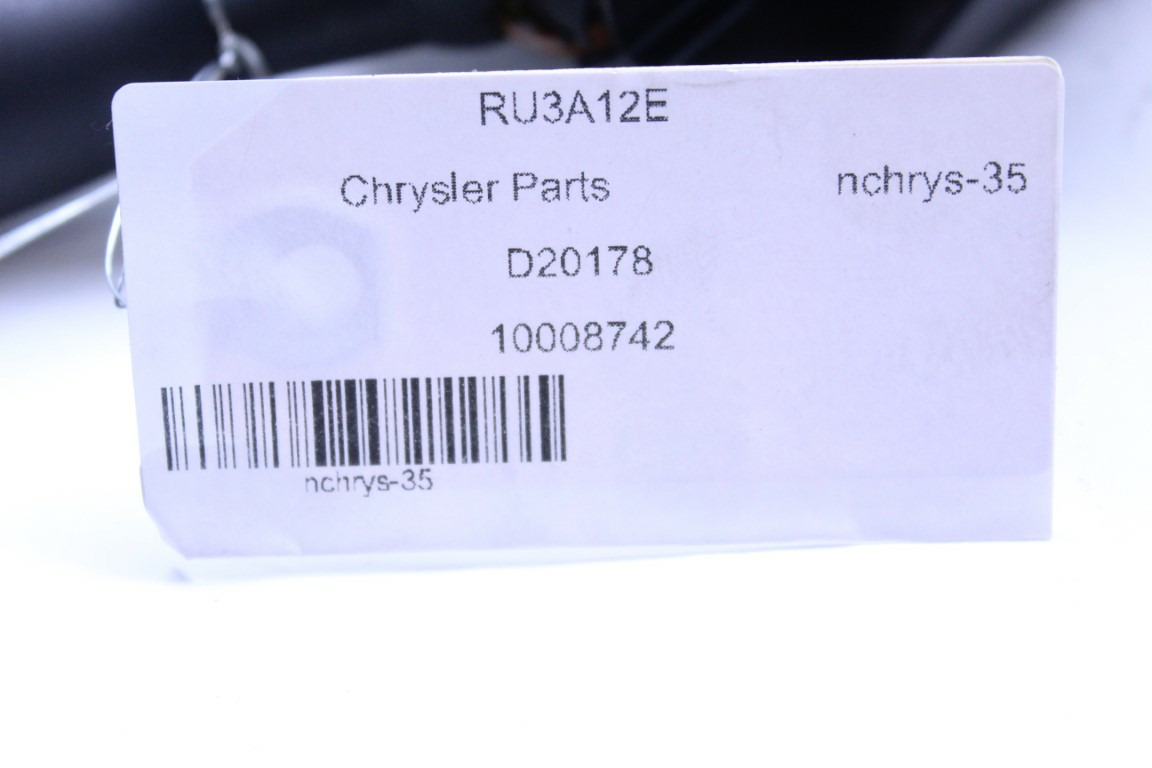 RU3A12E
Chrysler Parts nchrys-35
D20178
10008742
nchrys-35